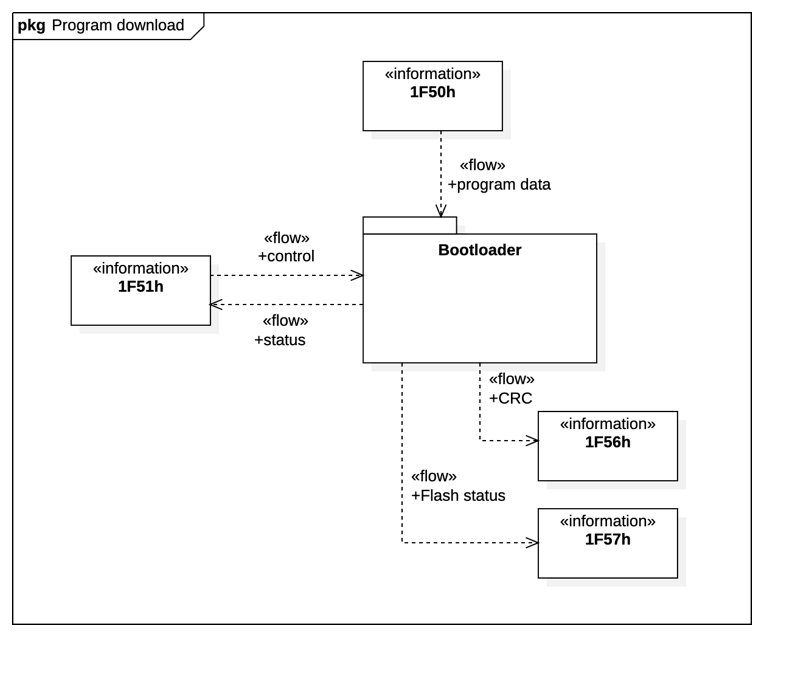 pkg Program download
«information»
1F50h
«flow»
+program data
Bootloader
«flow»
+control
«information»
1F51h
«flow»
+status
«flow»
+CRC
«information»
1F56h
«flow»
+Flash status
«information»
1F57h